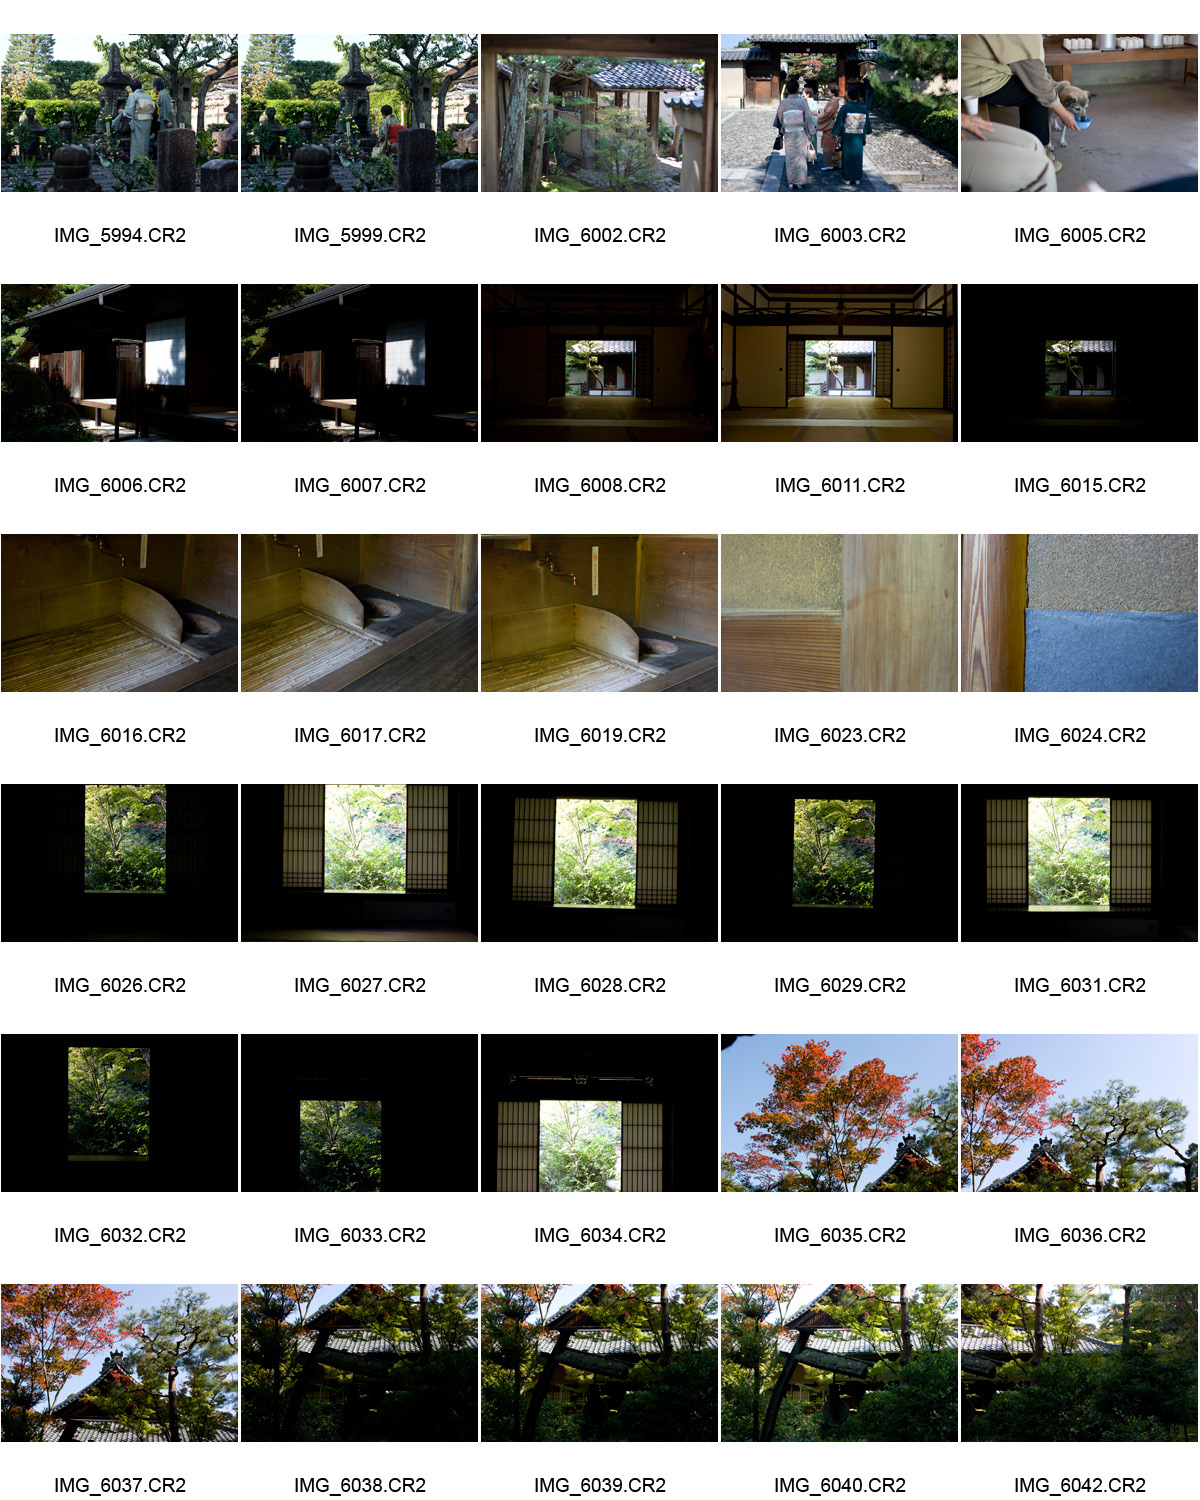 IMG_5994.CR2 IMG_5999.CR2 IMG_6002.CR2 IMG_6003.CR2 IMG_6005.CR2
IMG_6006.CR2 IMG_6007.CR2 IMG_6008.CR2 IMG_6011.CR2 IMG_6015.CR2
IMG_6016.CR2 IMG_6017.CR2 IMG_6019.CR2 IMG_6023.CR2 IMG_6024.CR2
IMG_6026.CR2 IMG_6027.CR2 IMG_6028.CR2 IMG_6029.CR2 IMG_6031.CR2
IMG_6032.CR2 IMG_6033.CR2 IMG_6034.CR2 IMG_6035.CR2 IMG_6036.CR2
IMG_6037.CR2 IMG_6038.CR2 IMG_6039.CR2 IMG_6040.CR2 IMG_6042.CR2